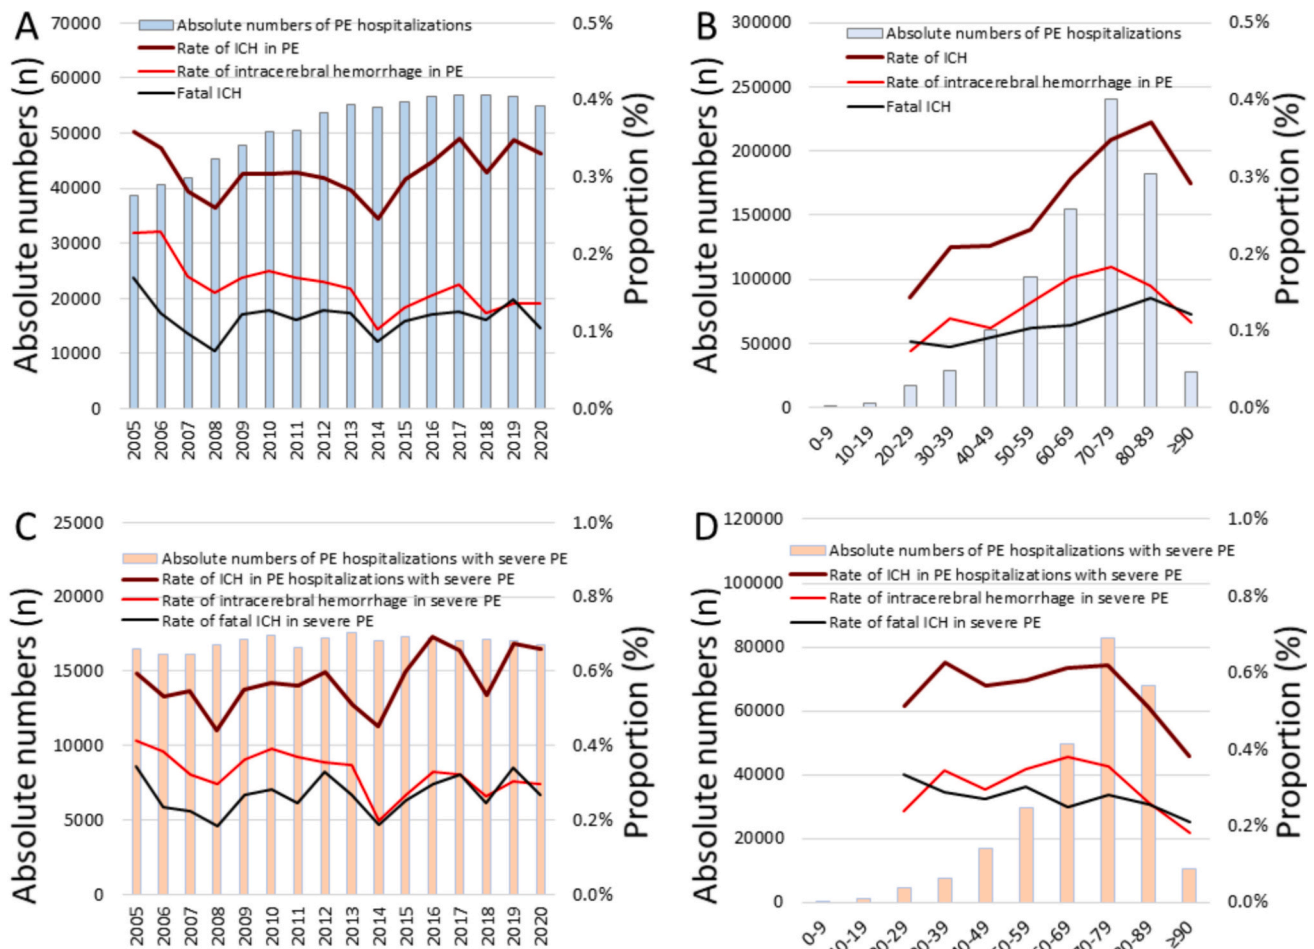 A
Absolute numbers (n)
70000
60000
50000
40000
30000
20000
10000
0
Absolute numbers of PE hospitalizations
Rate of ICH in PE
Rate of intracerebral hemorrhage in PE
Fatal ICH
0.5%
0.4%
0.3%
0.2%
0.1%
0.0%
Proportion (%)
2005 2006 2007 2008 2009 2010 2011 2012 2013 2014 2015 2016 2017 2018 2019 2020
B
Absolute numbers (n)
300000
250000
200000
150000
100000
50000
0
Absolute numbers of PE hospitalizations
Rate of ICH
Rate of intracerebral hemorrhage in PE
Fatal ICH
0.5%
0.4%
0.3%
0.2%
0.1%
0.0%
Proportion (%)
0-9 10-19 20-29 30-39 40-49 50-59 60-69 70-79 80-89 ≥90
C
Absolute numbers (n)
25000
20000
15000
10000
5000
0
Absolute numbers of PE hospitalizations with severe PE
Rate of ICH in PE hospitalizations with severe PE
Rate of intracerebral hemorrhage in severe PE
Rate of fatal ICH in severe PE
1.0%
0.8%
0.6%
0.4%
0.2%
0.0%
Proportion (%)
2005 2006 2007 2008 2009 2010 2011 2012 2013 2014 2015 2016 2017 2018 2019 2020
D
Absolute numbers (n)
120000
100000
80000
60000
40000
20000
0
Absolute numbers of PE hospitalizations with severe PE
Rate of ICH in PE hospitalizations with severe PE
Rate of intracerebral hemorrhage in severe PE
Rate of fatal ICH in severe PE
1.0%
0.8%
0.6%
0.4%
0.2%
0.0%
Proportion (%)
0-9 ≥90